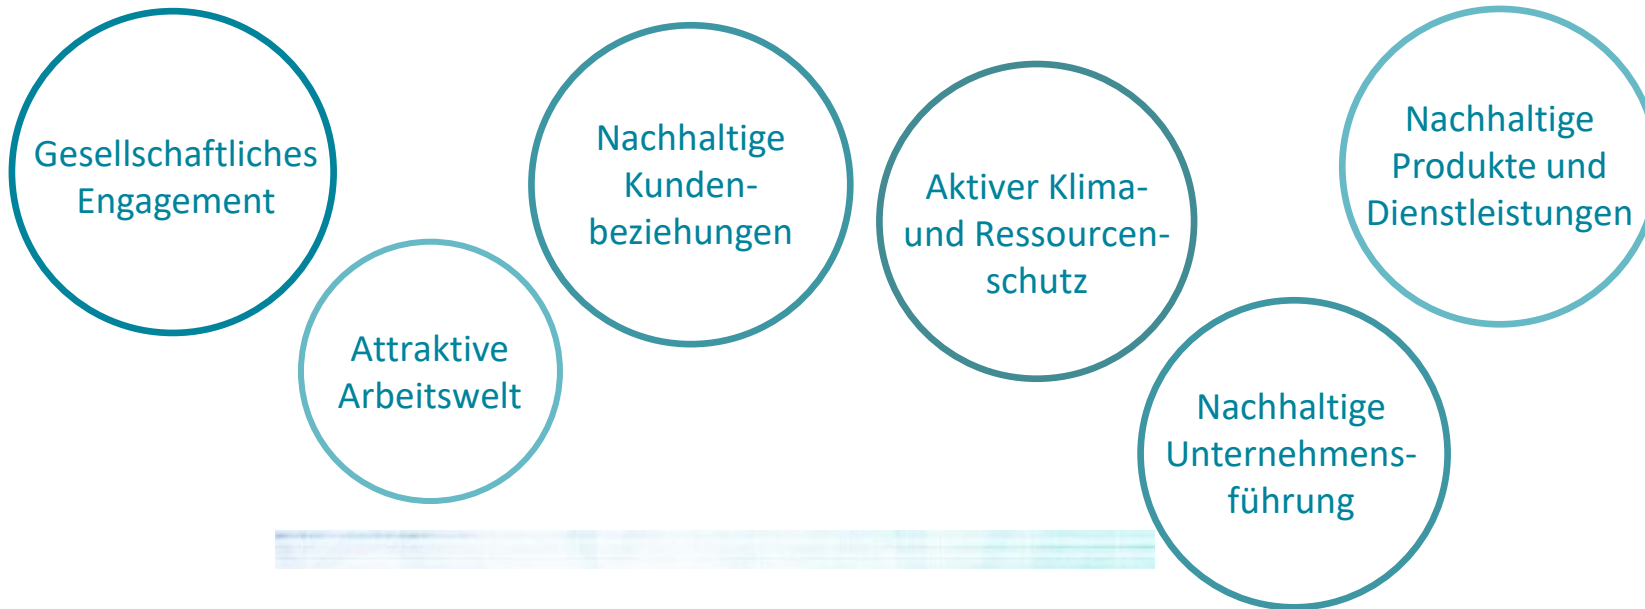 Gesellschaftliches
Engagement
Attraktive
Arbeitswelt
Nachhaltige
Kunden-
beziehungen
Aktiver Klima-
und Ressourcen-
schutz
Nachhaltige
Unternehmens-
führung
Nachhaltige
Produkte und
Dienstleistungen